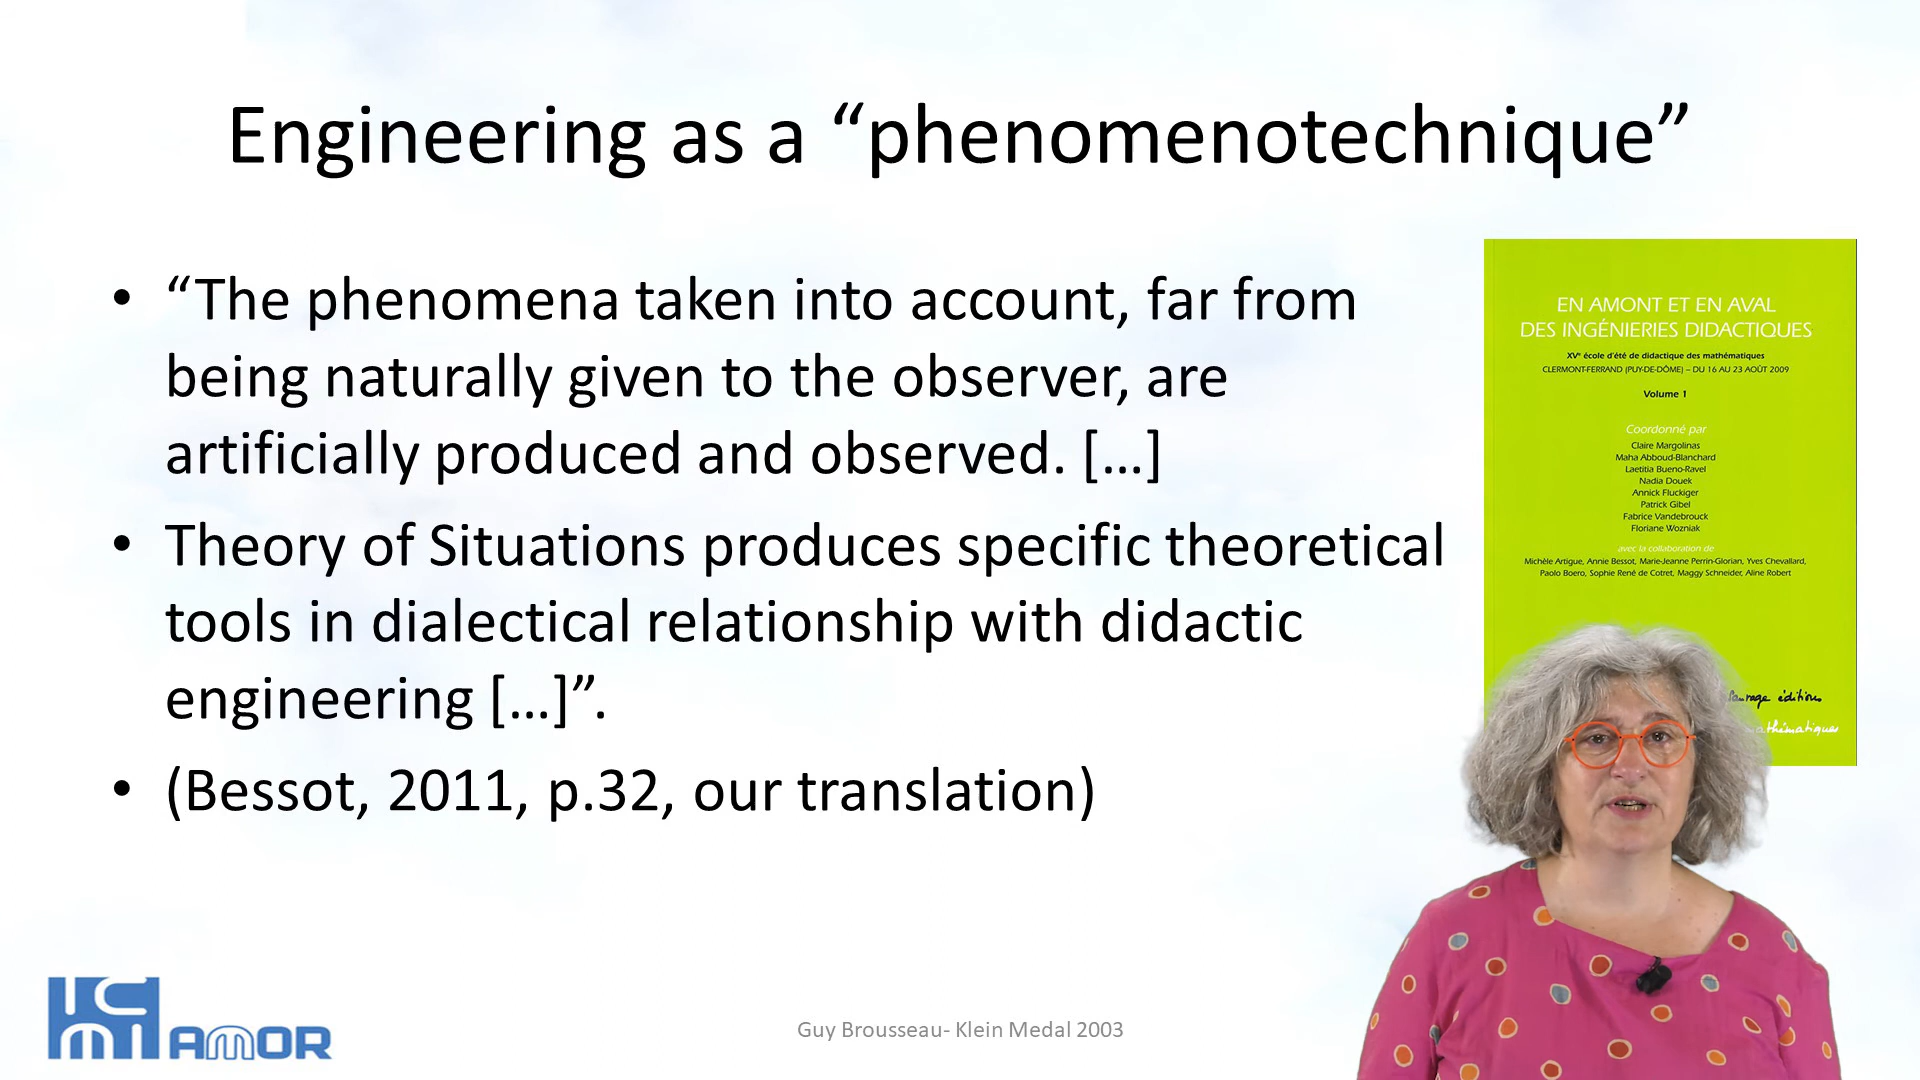 Engineering as a “phenomenotechnique”
• “The phenomena taken into account, far from
being naturally given to the observer, are
artificially produced and observed. […]
• Theory of Situations produces specific theoretical
tools in dialectical relationship with didactic
engineering […]”.
• (Bessot, 2011, p.32, our translation)
EN AMONT ET EN AVAL
DES INGÉNIERIES DIDACTIQUES
XVe école d'été de didactique des mathématiques
CLERMONT-FERRAND (PUY-DE-DÔME) – DU 16 AU 23 AOÛT 2009
Volume 1
Coordonné par
Claire Margolinas
Maha Abboud-Blanchard
Laetitia Bueno-Ravel
Nadia Douek
Annick Fluckiger
Patrick Gibel
Fabrice Vandebrouck
Floriane Wozniak
avec la collaboration de
Michèle Artigue, Annie Bessot, Marie-Jeanne Perrin-Glorian, Yves Chevallard,
Paolo Boero, Sophie René de Cotret, Maggy Schneider, Aline Robert
éditions
ICMI AMOR
Guy Brousseau- Klein Medal 2003